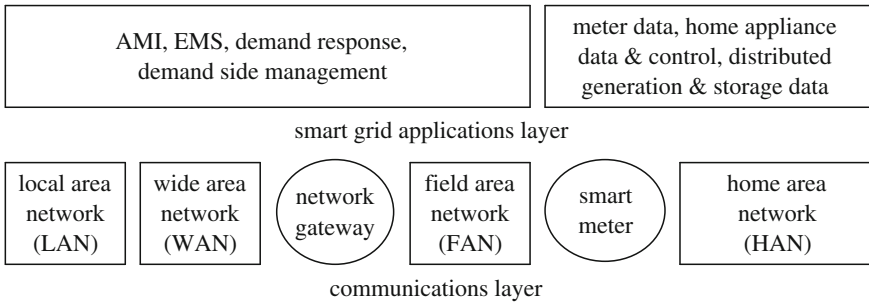 AMI, EMS, demand response,
demand side management
meter data, home appliance
data & control, distributed
generation & storage data
smart grid applications layer
local area
network
(LAN)
wide area
network
(WAN)
network
gateway
field area
network
(FAN)
smart
meter
home area
network
(HAN)
communications layer